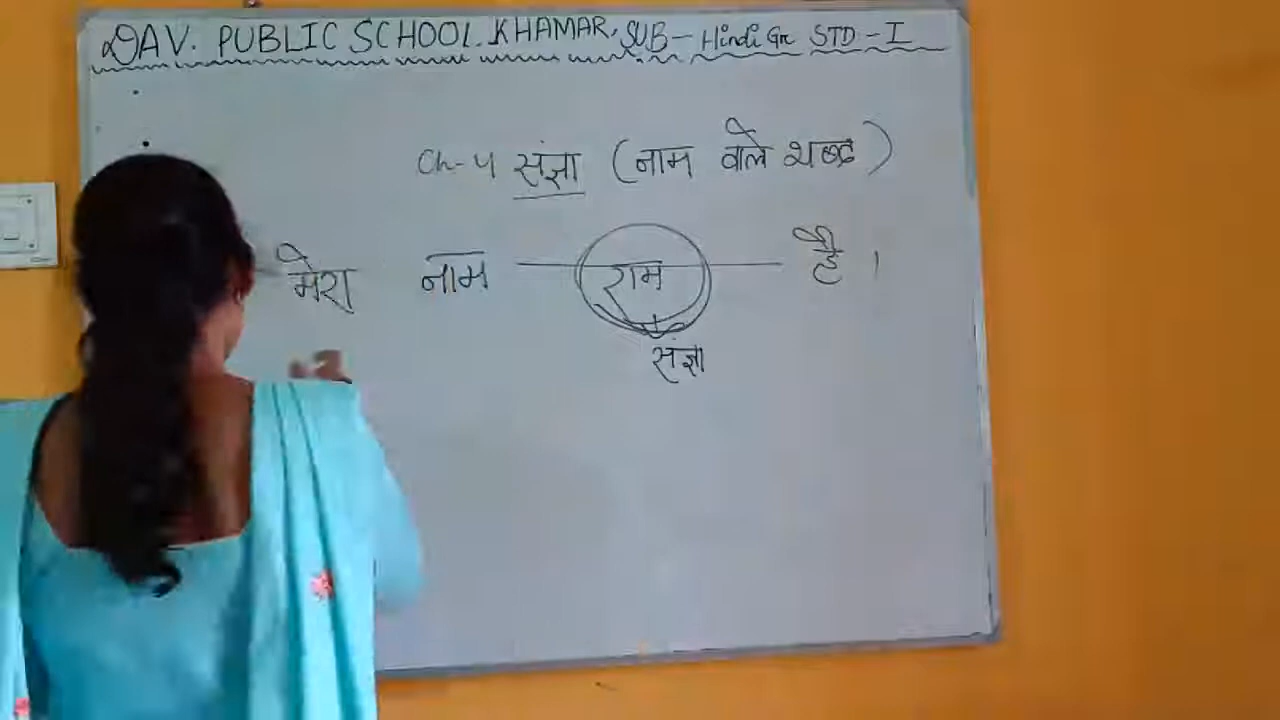 DAV. PUBLIC SCHOOL. KHAMAR, SUB- Hindi Gr STD-I
Ch-4 संज्ञा (नाम वाले शब्द)
मेरा नाम राम है ।
संज्ञा